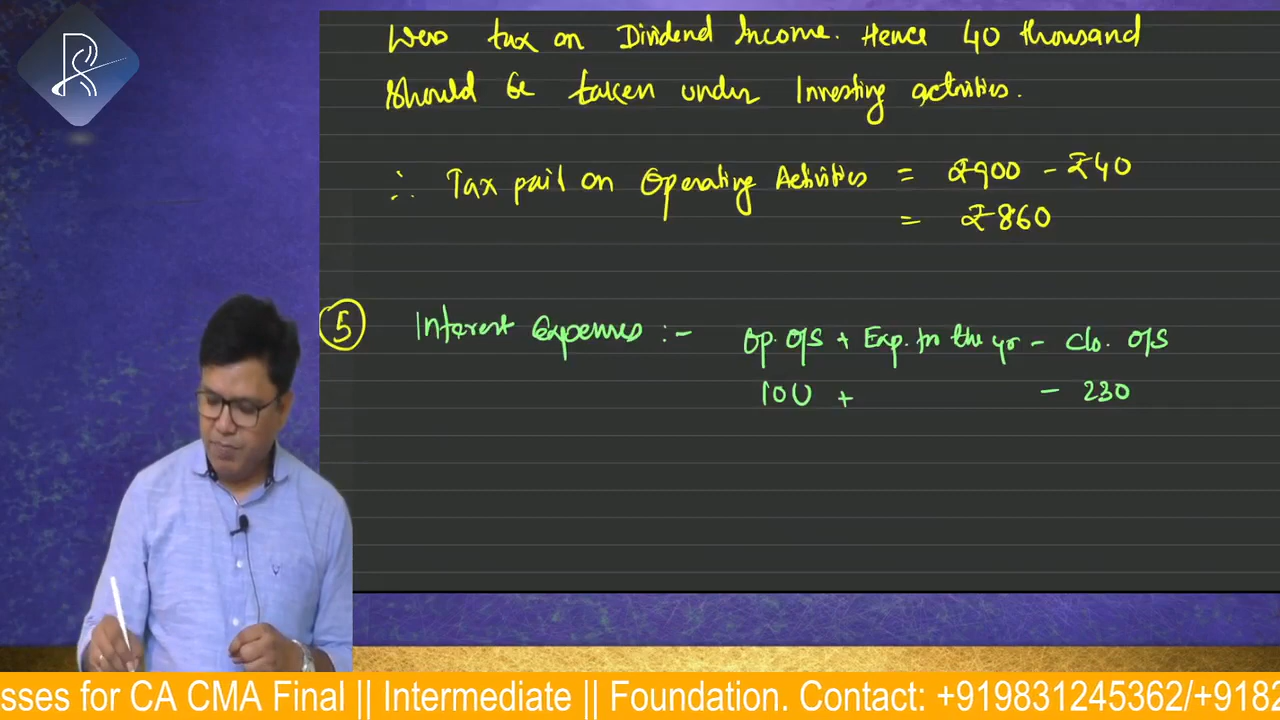 Were tax on Dividend Income. Hence 40 thousand
should be taken under Investing activities.
∴ Tax paid on Operating Activities = ₹900 - ₹40
= ₹860
5 Interest Expenses :- Op. O/S + Exp. for the yr - Clo. O/S
100 + - 230
sses for CA CMA Final || Intermediate || Foundation. Contact: +919831245362/+9182